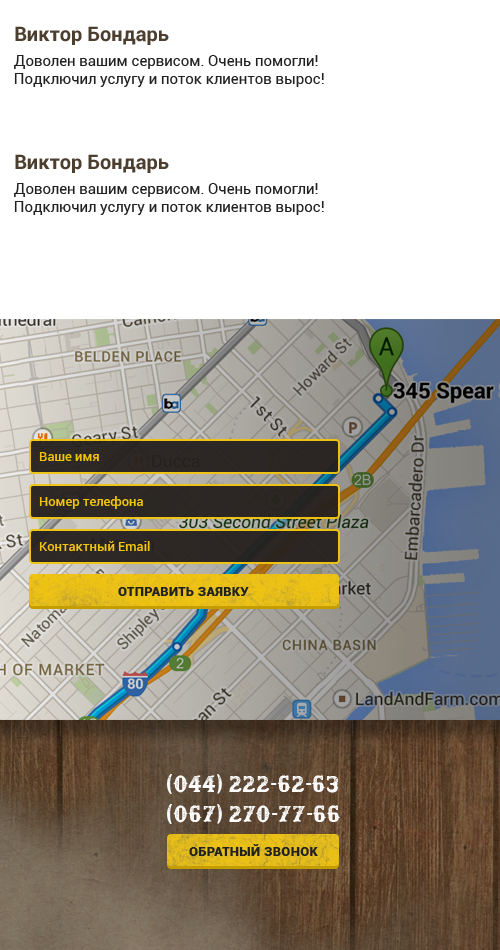 Виктор Бондарь
Доволен вашим сервисом. Очень помогли!
Подключил услугу и поток клиентов вырос!
Виктор Бондарь
Доволен вашим сервисом. Очень помогли!
Подключил услугу и поток клиентов вырос!
BELDEN PLACE
Howard St
A
345 Spear
1st St
Geary St
P
Ваше имя
2B
Номер телефона
303 Second Street Plaza
Embarcadero Dr
St
Контактный Email
ОТПРАВИТЬ ЗАЯВКУ
Shipley
CHINA BASIN
2
H OF MARKET
80
LandAndFarm.com
an St
(044) 222-62-63
(067) 270-77-66
ОБРАТНЫЙ ЗВОНОК